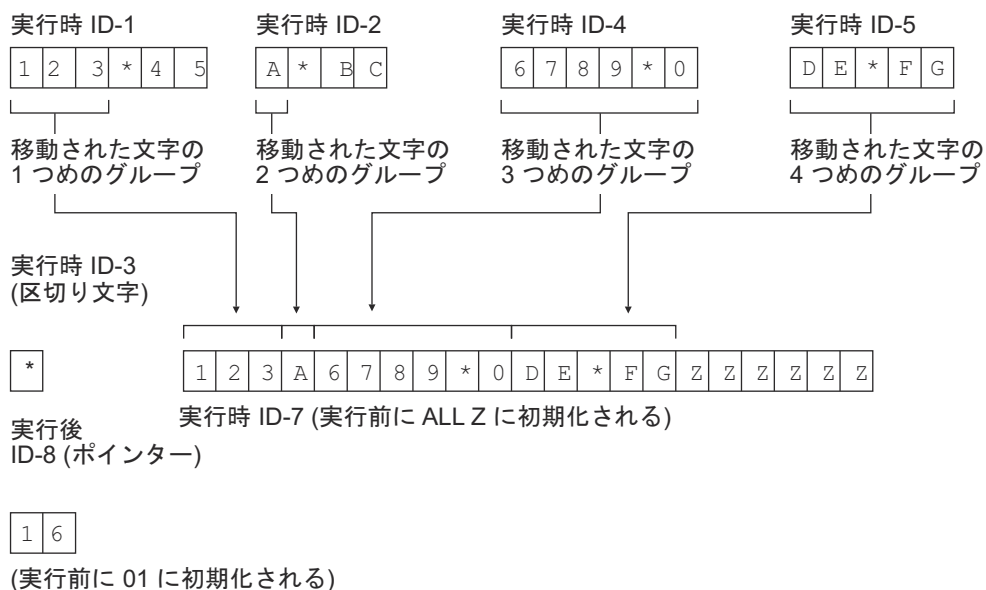 実行時 ID-1 実行時 ID-2 実行時 ID-4 実行時 ID-5
1 2 3 * 4 5 A * B C 6 7 8 9 * 0 D E * F G
移動された文字の 移動された文字の 移動された文字の 移動された文字の
1 つめのグループ 2 つめのグループ 3 つめのグループ 4 つめのグループ
実行時 ID-3
(区切り文字)
* 1 2 3 A 6 7 8 9 * 0 D E * F G Z Z Z Z Z Z
実行時 ID-7 (実行前に ALL Z に初期化される)
実行後
ID-8 (ポインター)
1 6
(実行前に 01 に初期化される)